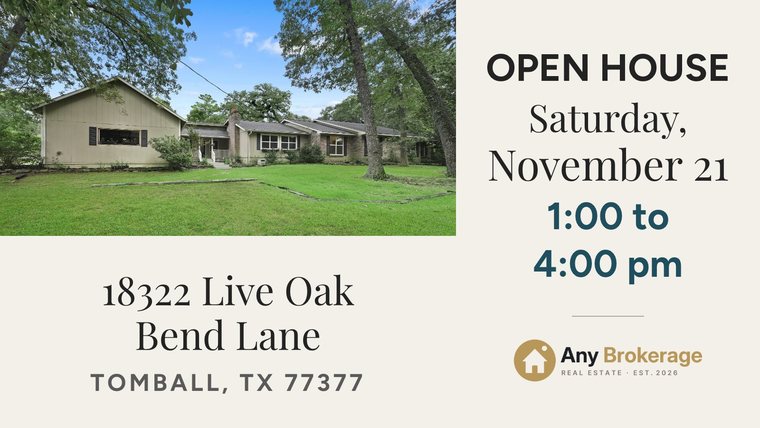 OPEN HOUSE
Saturday,
November 21
1:00 to
4:00 pm
18322 Live Oak
Bend Lane
TOMBALL, TX 77377
Any Brokerage
REAL ESTATE · EST. 2026